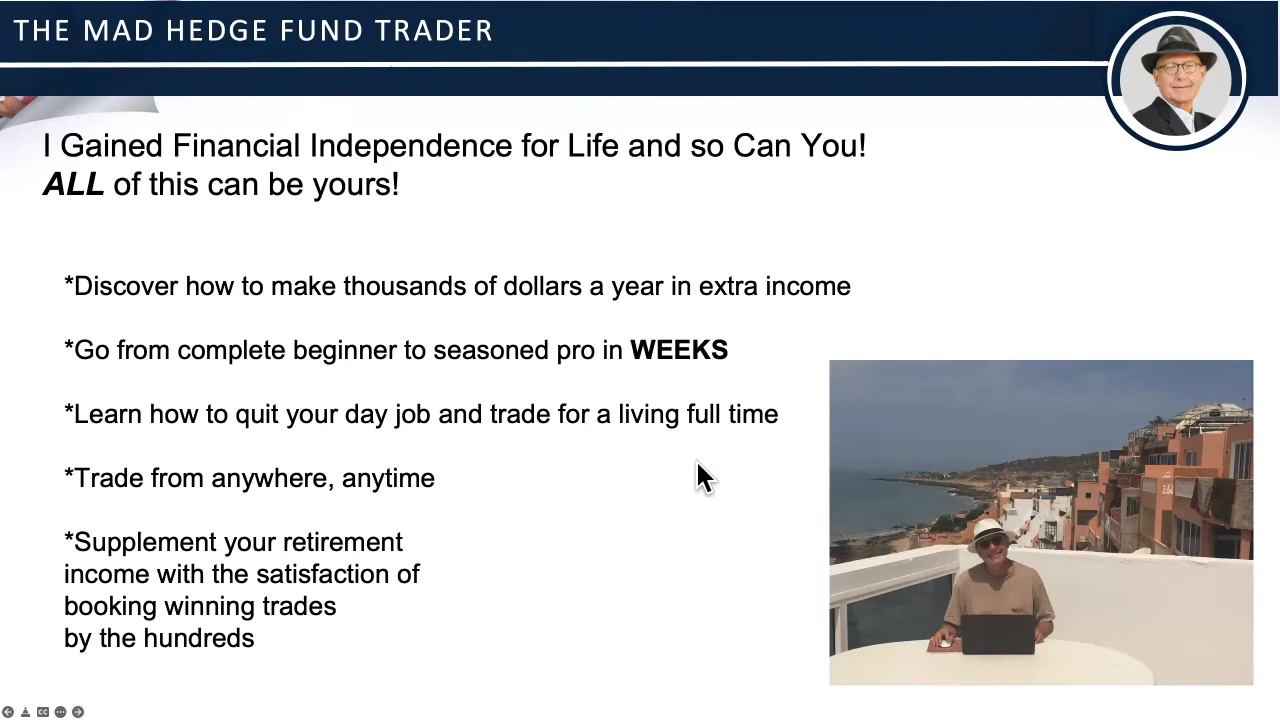 THE MAD HEDGE FUND TRADER
I Gained Financial Independence for Life and so Can You!
ALL of this can be yours!
*Discover how to make thousands of dollars a year in extra income
*Go from complete beginner to seasoned pro in WEEKS
*Learn how to quit your day job and trade for a living full time
*Trade from anywhere, anytime
*Supplement your retirement
income with the satisfaction of
booking winning trades
by the hundreds
CC